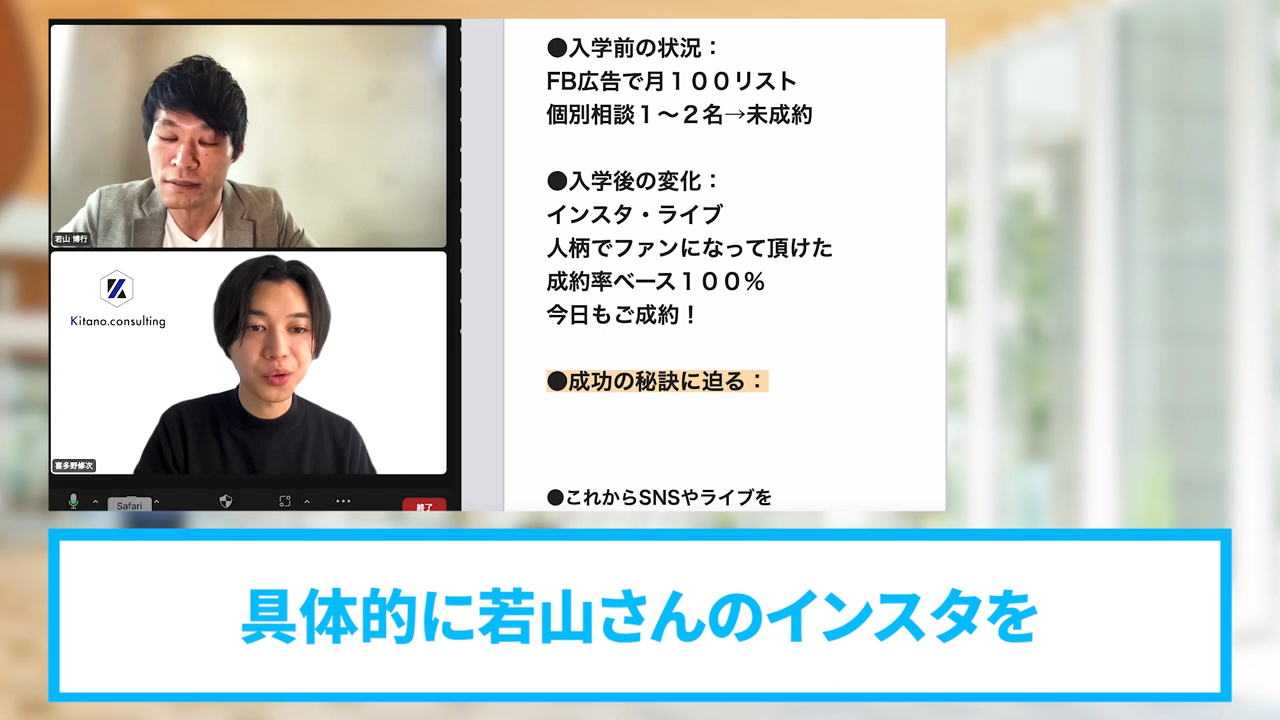 若山 博行
Kitano.consulting
喜多野修次
Safari
終了
●入学前の状況：
FB広告で月１００リスト
個別相談１〜２名→未成約
●入学後の変化：
インスタ・ライブ
人柄でファンになって頂けた
成約率ベース１００％
今日もご成約！
●成功の秘訣に迫る：
●これからSNSやライブを
具体的に若山さんのインスタを